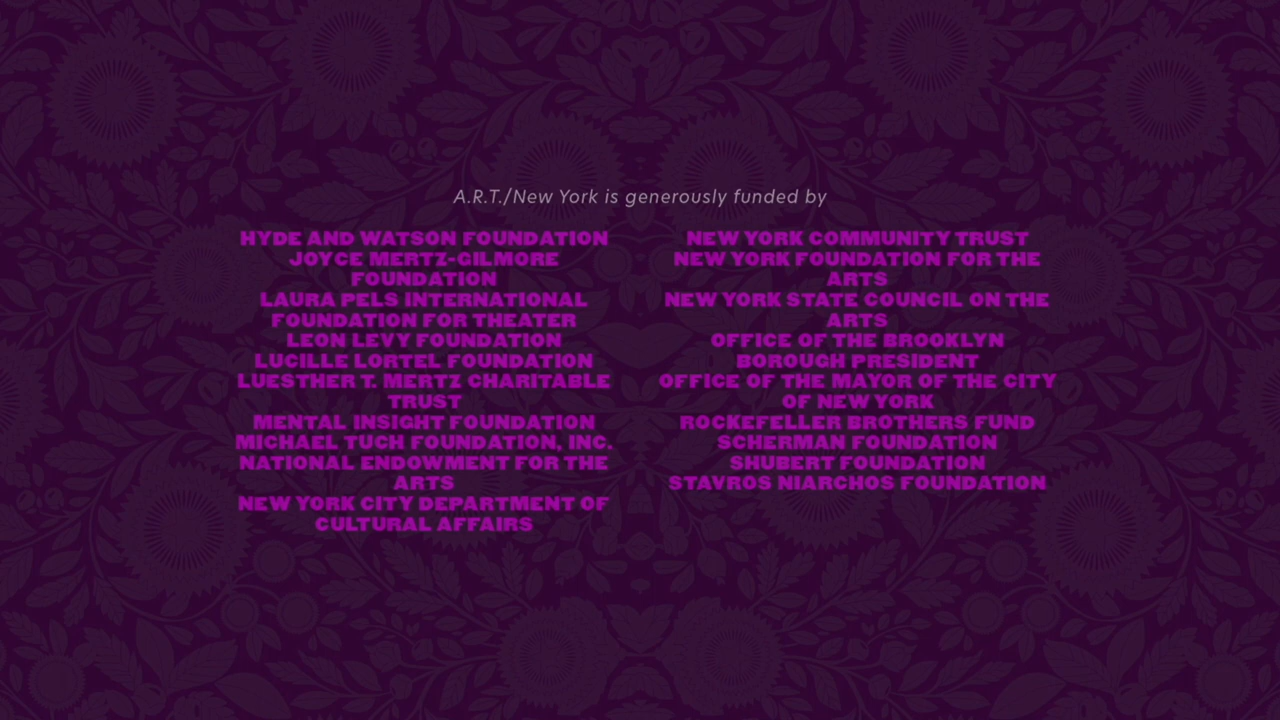 A.R.T./New York is generously funded by
HYDE AND WATSON FOUNDATION
JOYCE MERTZ-GILMORE
FOUNDATION
LAURA PELS INTERNATIONAL
FOUNDATION FOR THEATER
LEON LEVY FOUNDATION
LUCILLE LORTEL FOUNDATION
LUESTHER T. MERTZ CHARITABLE
TRUST
MENTAL INSIGHT FOUNDATION
MICHAEL TUCH FOUNDATION, INC.
NATIONAL ENDOWMENT FOR THE
ARTS
NEW YORK CITY DEPARTMENT OF
CULTURAL AFFAIRS
NEW YORK COMMUNITY TRUST
NEW YORK FOUNDATION FOR THE
ARTS
NEW YORK STATE COUNCIL ON THE
ARTS
OFFICE OF THE BROOKLYN
BOROUGH PRESIDENT
OFFICE OF THE MAYOR OF THE CITY
OF NEW YORK
ROCKEFELLER BROTHERS FUND
SCHERMAN FOUNDATION
SHUBERT FOUNDATION
STAVROS NIARCHOS FOUNDATION